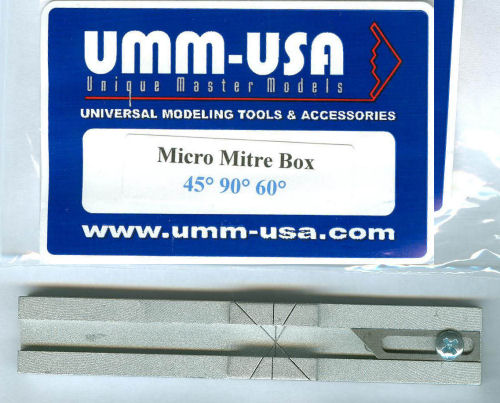 UMM-USA
Unique Master Models
UNIVERSAL MODELING TOOLS & ACCESSORIES
Micro Mitre Box
45° 90° 60°
www.umm-usa.com